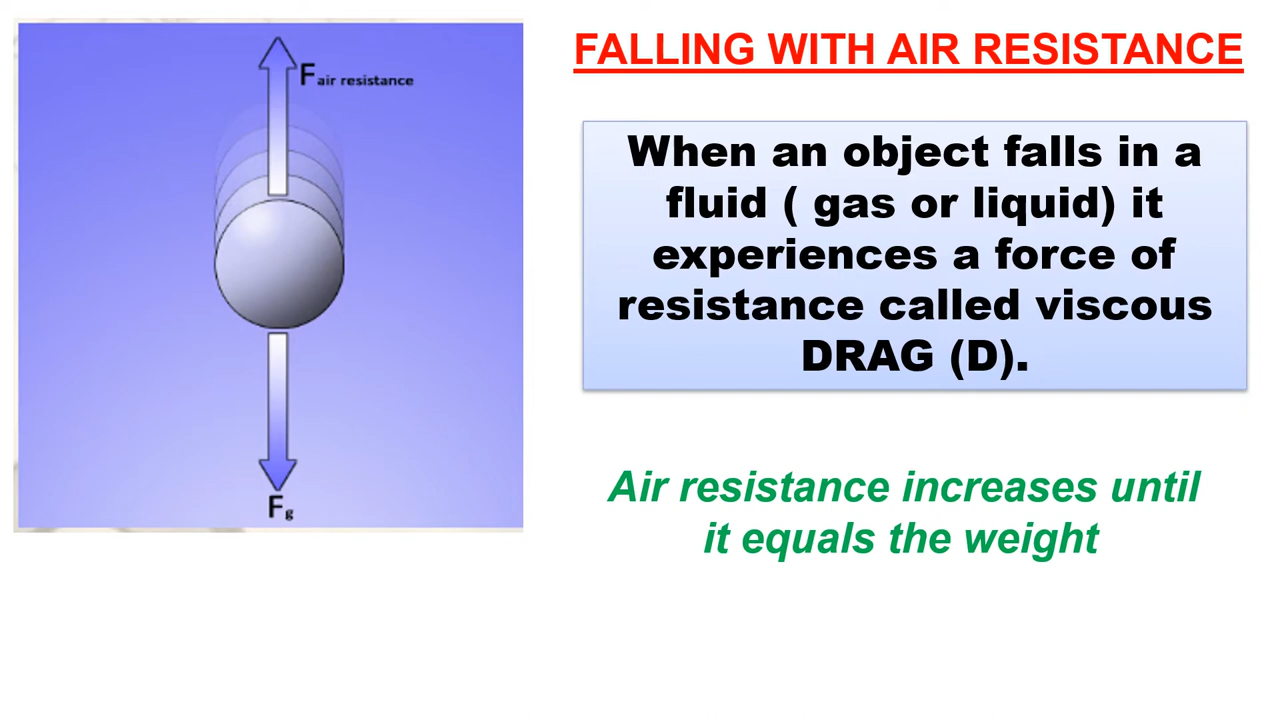 FALLING WITH AIR RESISTANCE
F air resistance
When an object falls in a
fluid ( gas or liquid) it
experiences a force of
resistance called viscous
DRAG (D).
Fg
Air resistance increases until
it equals the weight